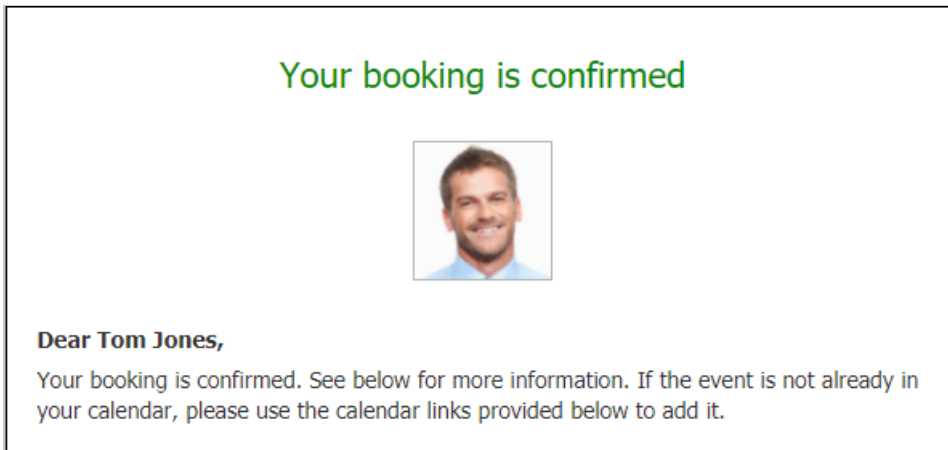 Your booking is confirmed
Dear Tom Jones,
Your booking is confirmed. See below for more information. If the event is not already in
your calendar, please use the calendar links provided below to add it.